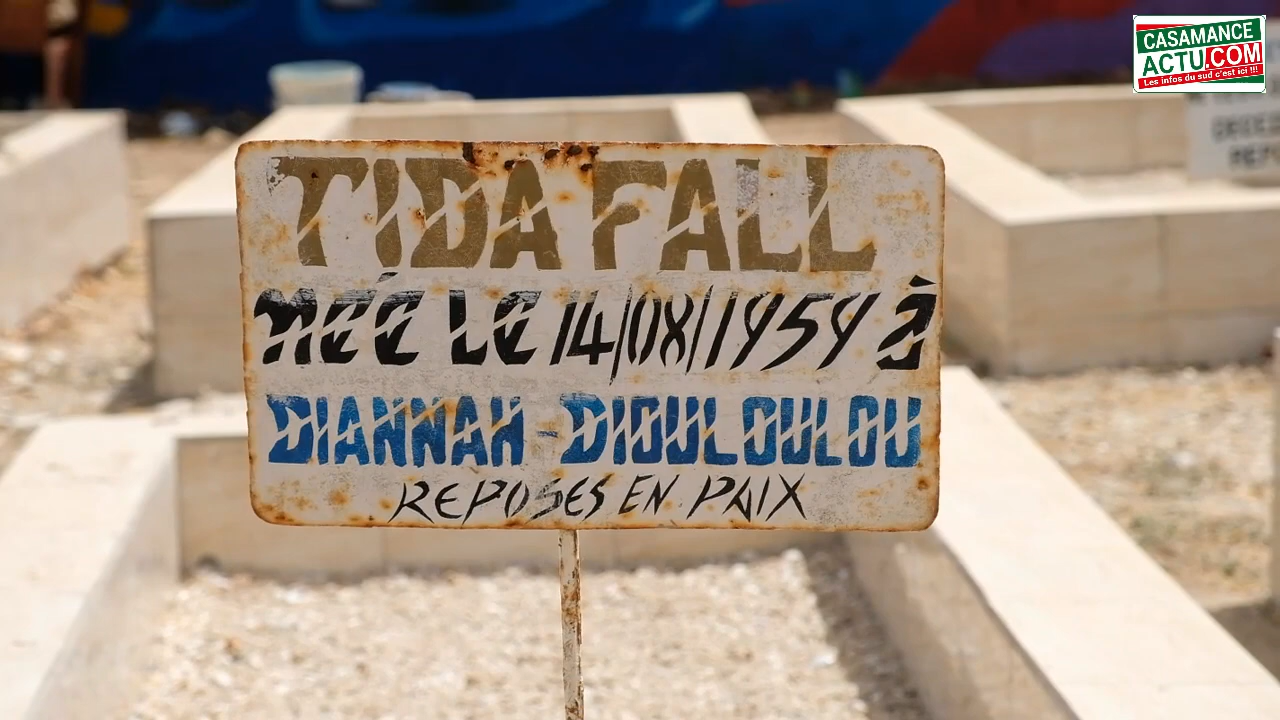 CASAMANCE
ACTU.COM
Les infos du sud c'est ici !!!
TIDA FALL
NÉE LE 14/08/1959 À
DIANNAH-DIOULOULOU
REPOSES EN PAIX